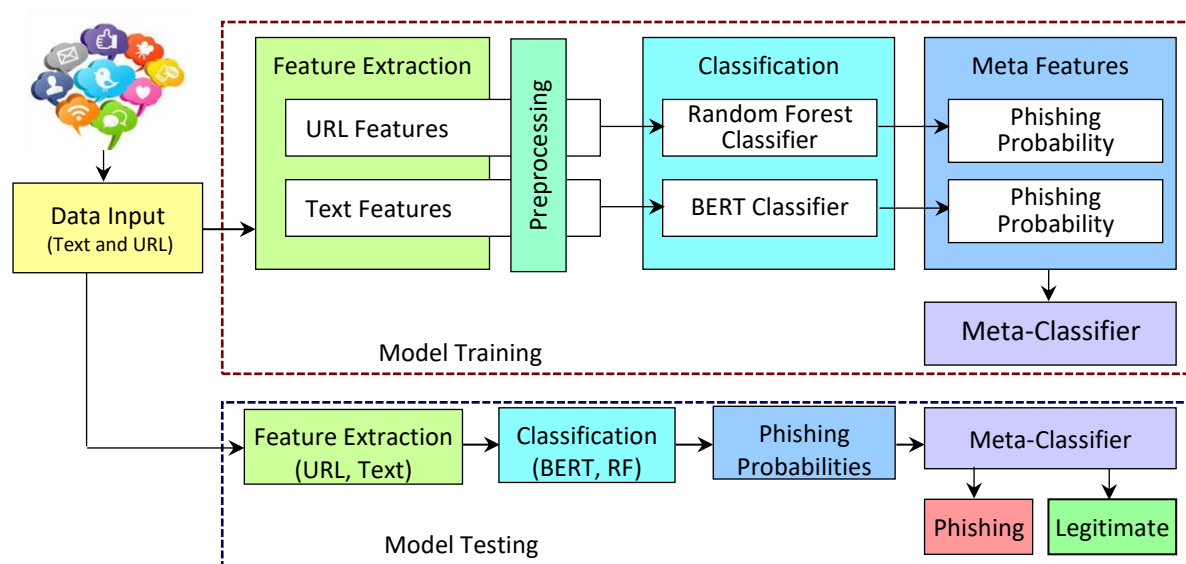 Feature Extraction
URL Features
Text Features
Preprocessing
Classification
Random Forest
Classifier
BERT Classifier
Meta Features
Phishing
Probability
Phishing
Probability
Data Input
(Text and URL)
Meta-Classifier
Model Training
Feature Extraction
(URL, Text)
Classification
(BERT, RF)
Phishing
Probabilities
Meta-Classifier
Phishing
Legitimate
Model Testing